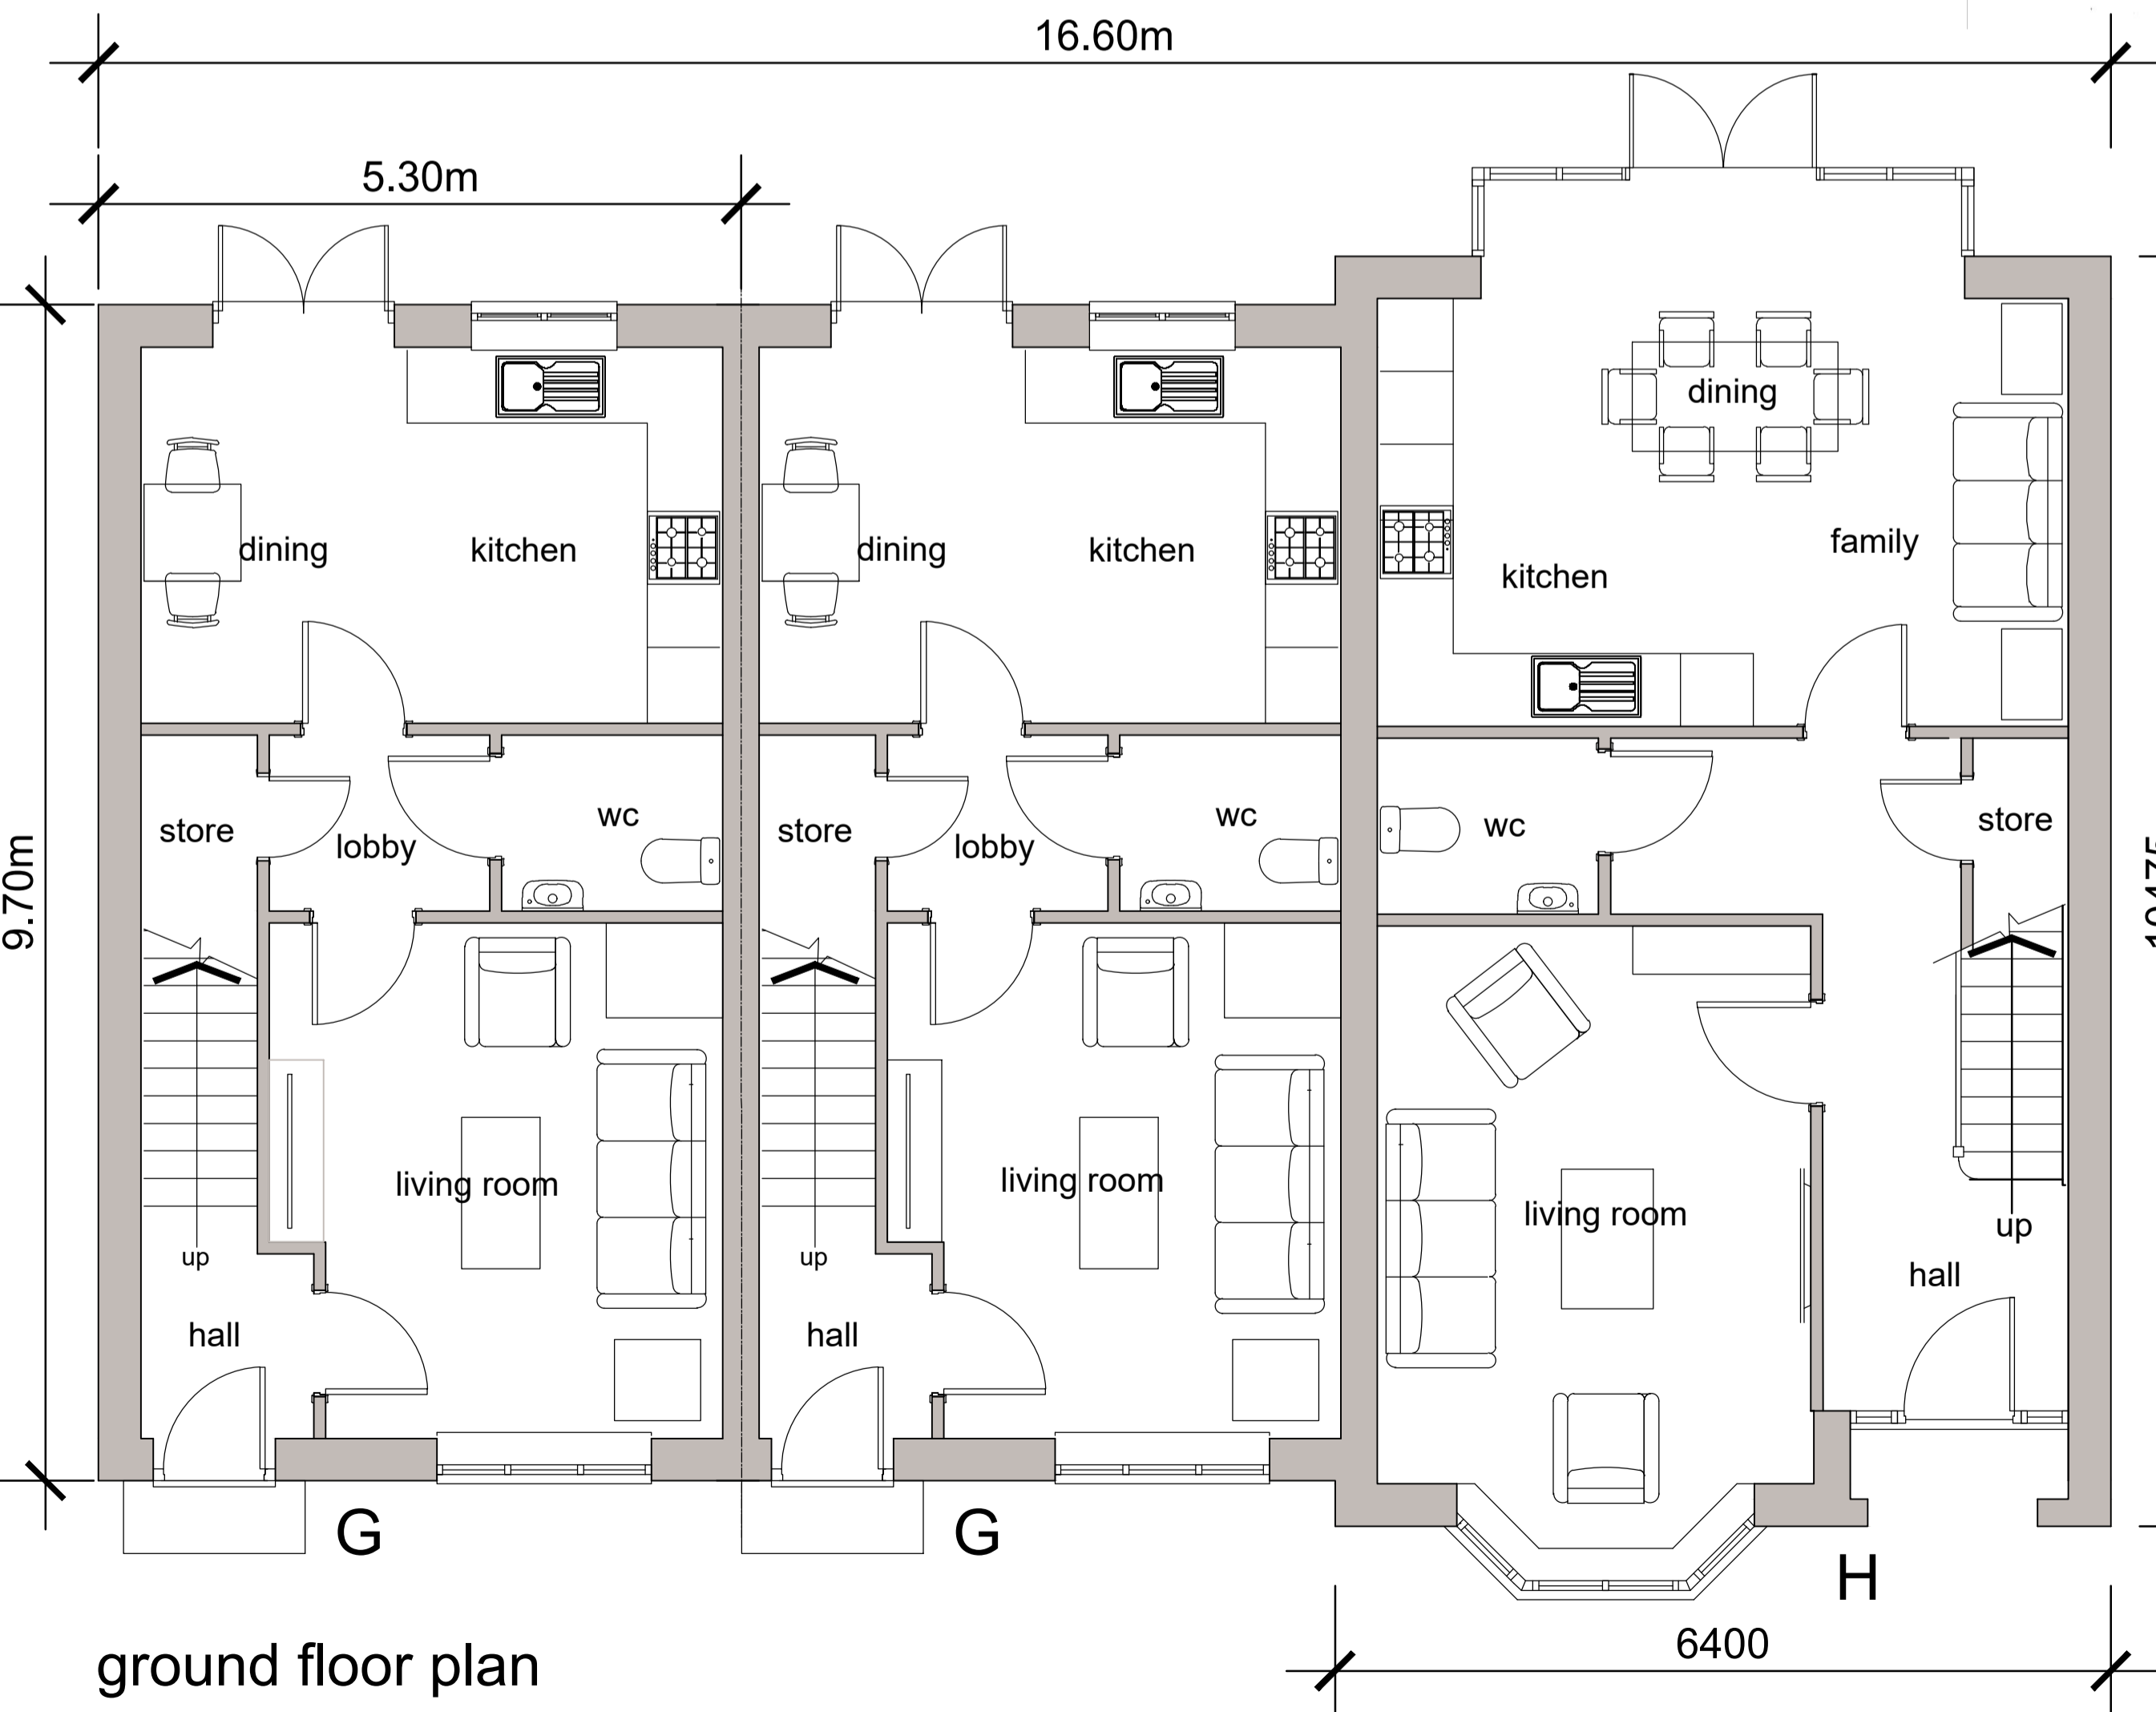 16.60m
5.30m
dining
dining
kitchen
dining
kitchen
family
kitchen
store
lobby
wc
store
lobby
wc
wc
store
9.70m
living room
living room
living room
up
up
up
hall
hall
hall
G
G
H
6400
ground floor plan